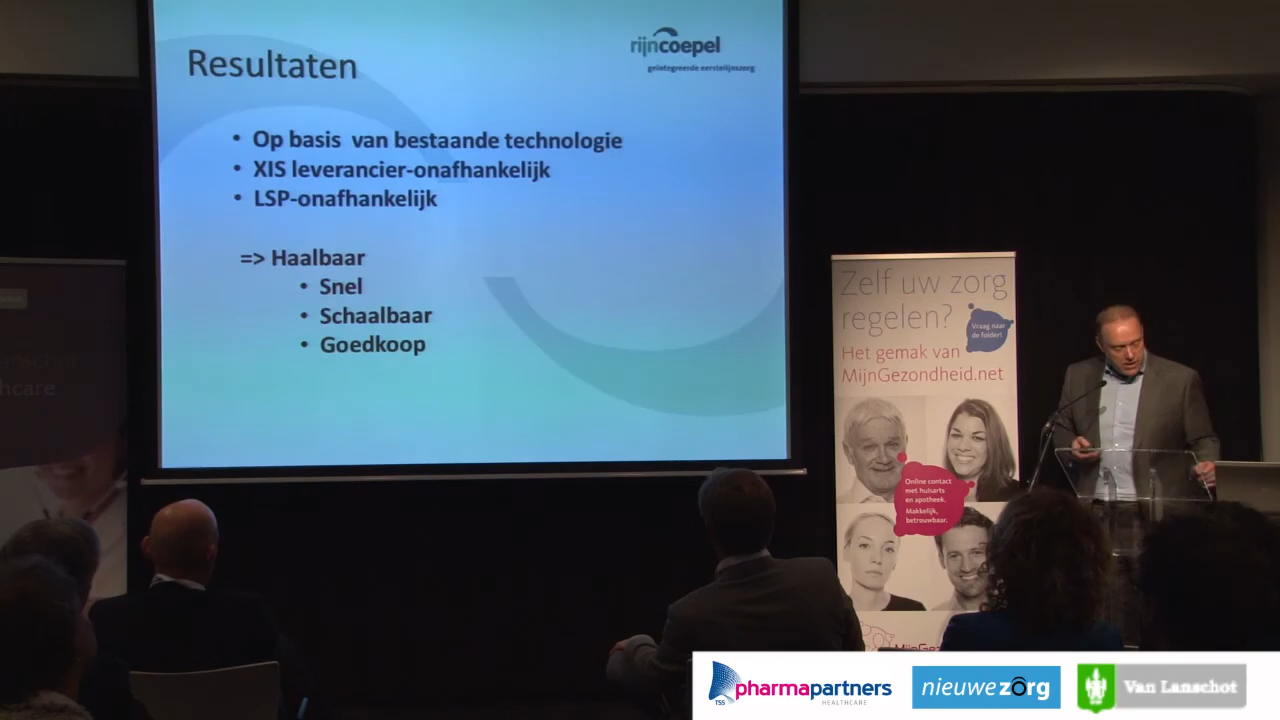 Resultaten
rijncoepel
geïntegreerde eerstelijnszorg
• Op basis van bestaande technologie
• XIS leverancier-onafhankelijk
• LSP-onafhankelijk
=> Haalbaar
• Snel
• Schaalbaar
• Goedkoop
Zelf uw zorg
regelen?
Vraag naar
de folder!
Het gemak van
MijnGezondheid.net
Online contact
met huisarts
en apotheek.
Makkelijk,
betrouwbaar.
TSS
pharmapartners
HEALTHCARE
nieuwezorg
Van Lanschot